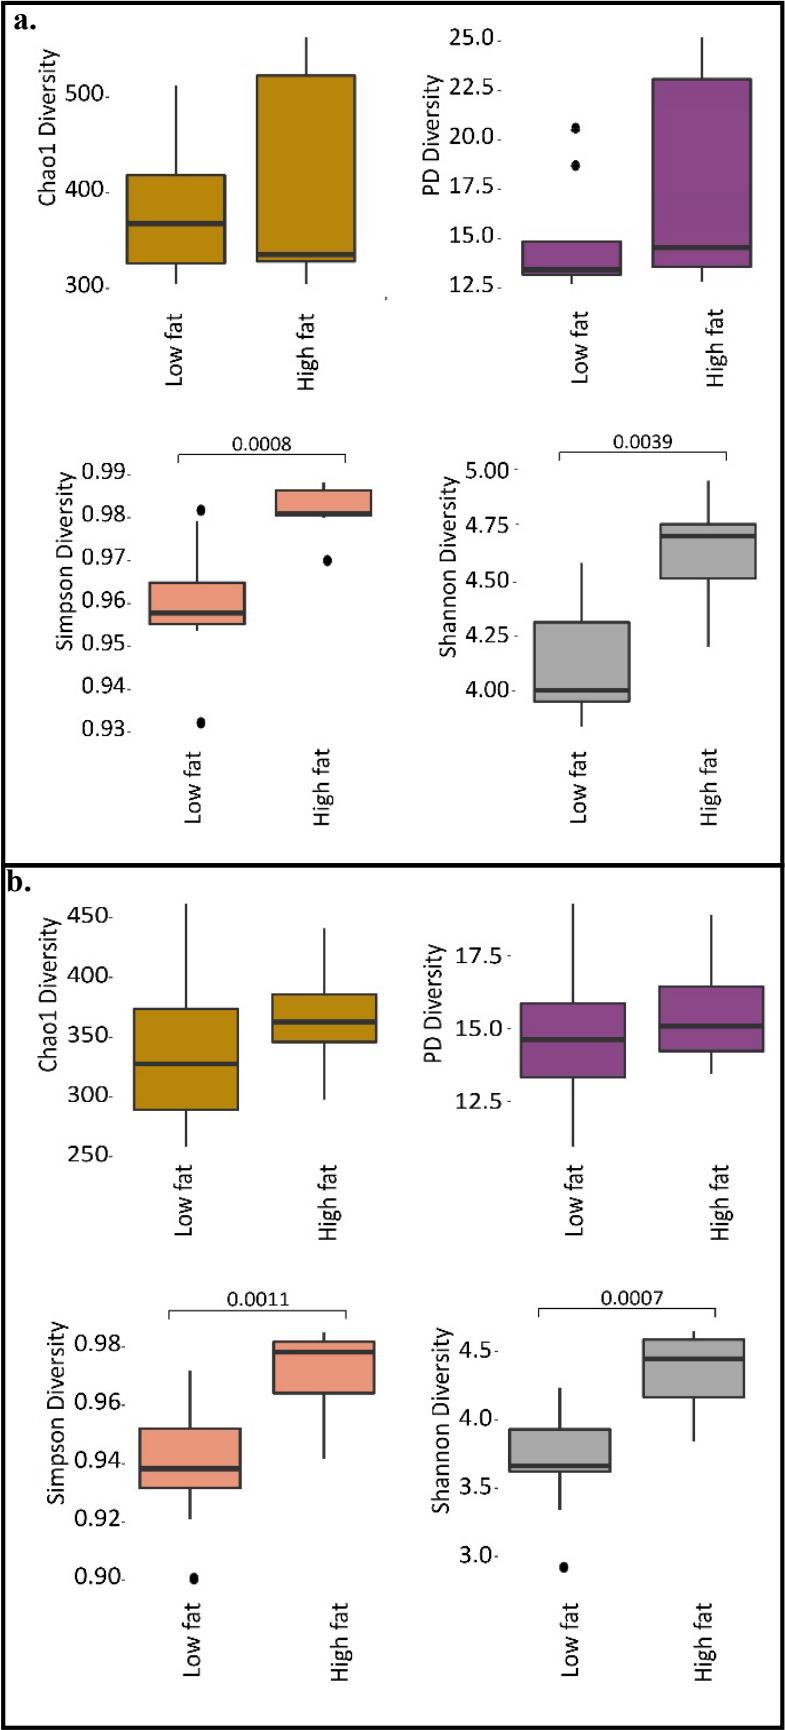 a.
Chao1 Diversity
500
400
300
Low fat
High fat
PD Diversity
25.0
22.5
20.0
17.5
15.0
12.5
Low fat
High fat
0.0008
Simpson Diversity
0.99
0.98
0.97
0.96
0.95
0.94
0.93
Low fat
High fat
0.0039
Shannon Diversity
5.00
4.75
4.50
4.25
4.00
Low fat
High fat
b.
Chao1 Diversity
450
400
350
300
250
Low fat
High fat
PD Diversity
17.5
15.0
12.5
Low fat
High fat
0.0011
Simpson Diversity
0.98
0.96
0.94
0.92
0.90
Low fat
High fat
0.0007
Shannon Diversity
4.5
4.0
3.5
3.0
Low fat
High fat